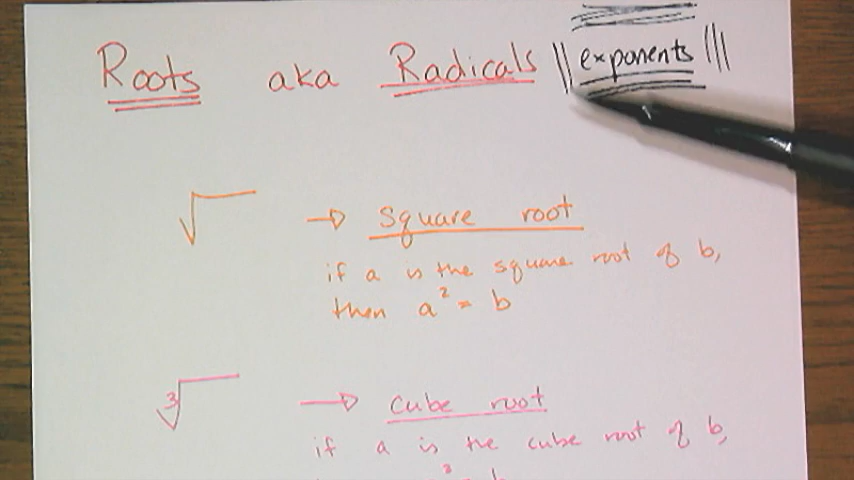 Roots aka Radicals || exponents |||
√ → square root
if a is the square root of b,
then a² = b
∛ → cube root
if a is the cube root of b,
³ b